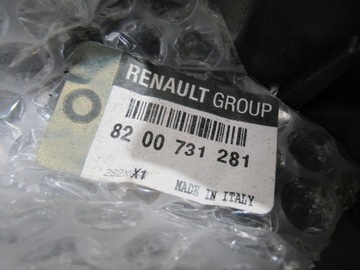 RENAULT GROUP
82 00 731 281
X1
MADE IN ITALY